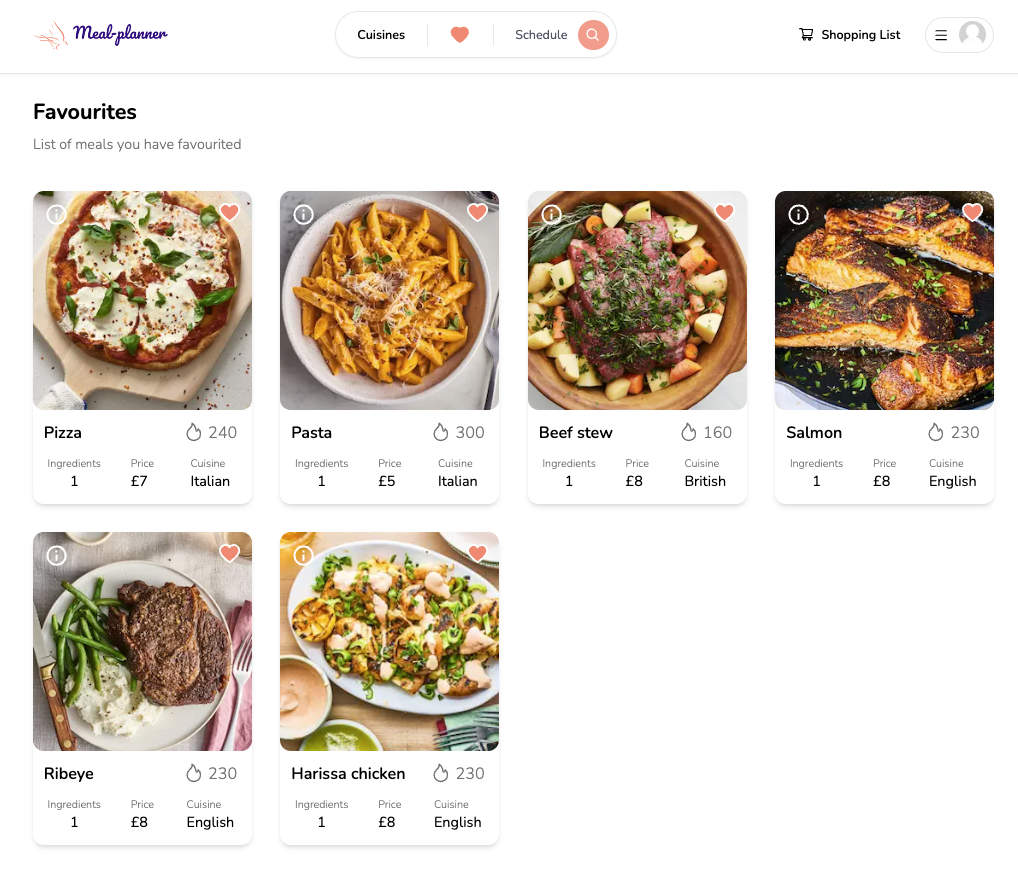 Meal-planner
Cuisines
Schedule
Shopping List
Favourites
List of meals you have favourited
Pizza 240
Ingredients Price Cuisine
1 £7 Italian
Pasta 300
Ingredients Price Cuisine
1 £5 Italian
Beef stew 160
Ingredients Price Cuisine
1 £8 British
Salmon 230
Ingredients Price Cuisine
1 £8 English
Ribeye 230
Ingredients Price Cuisine
1 £8 English
Harissa chicken 230
Ingredients Price Cuisine
1 £8 English